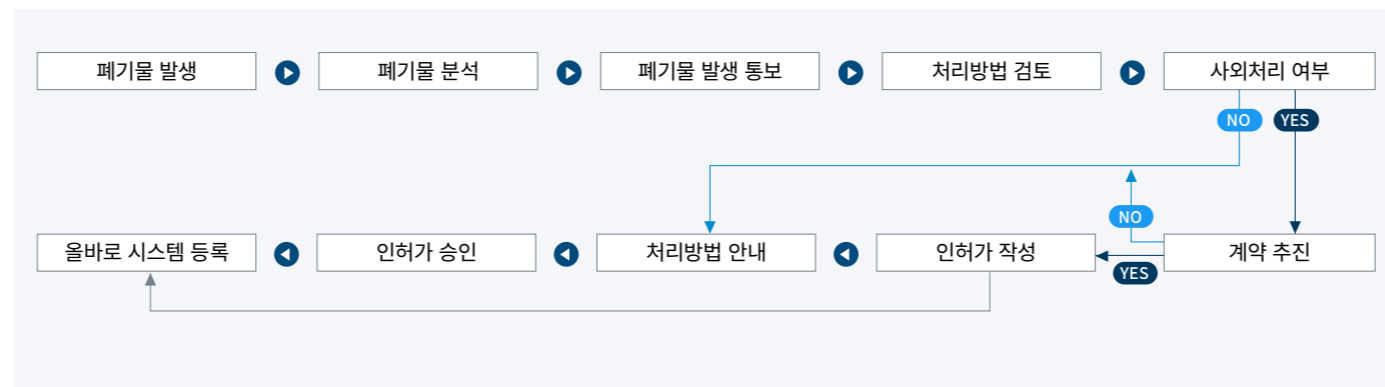 폐기물 발생
폐기물 분석
폐기물 발생 통보
처리방법 검토
사외처리 여부
NO
YES
NO
올바로 시스템 등록
인허가 승인
처리방법 안내
인허가 작성
계약 추진
YES